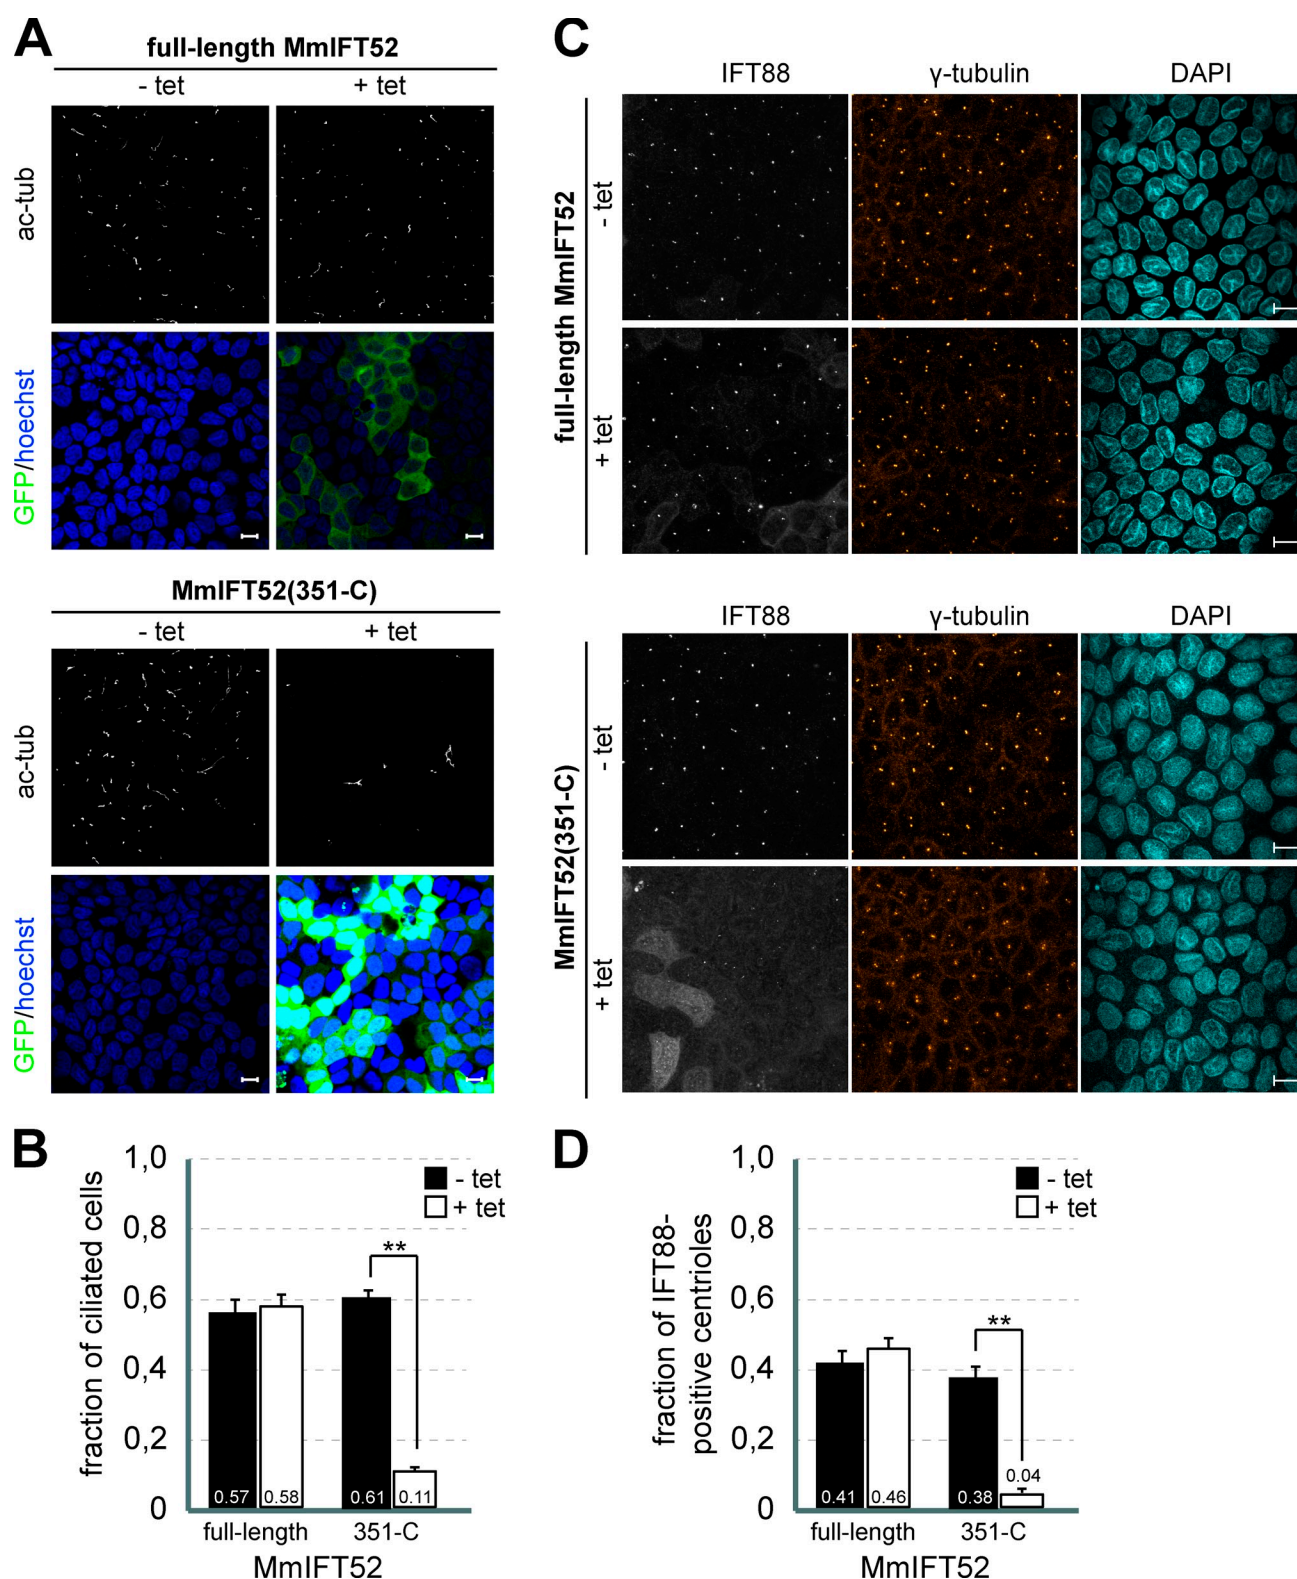 A
full-length MmIFT52
- tet
+ tet
ac-tub
GFP/hoechst
MmIFT52(351-C)
- tet
+ tet
ac-tub
GFP/hoechst
C
IFT88
γ-tubulin
DAPI
full-length MmIFT52
- tet
+ tet
IFT88
γ-tubulin
DAPI
MmIFT52(351-C)
- tet
+ tet
B
fraction of ciliated cells
1,0
0,8
0,6
0,4
0,2
0
- tet
+ tet
**
0.57
0.58
0.61
0.11
full-length
351-C
MmIFT52
D
fraction of IFT88-
positive centrioles
1,0
0,8
0,6
0,4
0,2
0
- tet
+ tet
**
0.41
0.46
0.38
0.04
full-length
351-C
MmIFT52